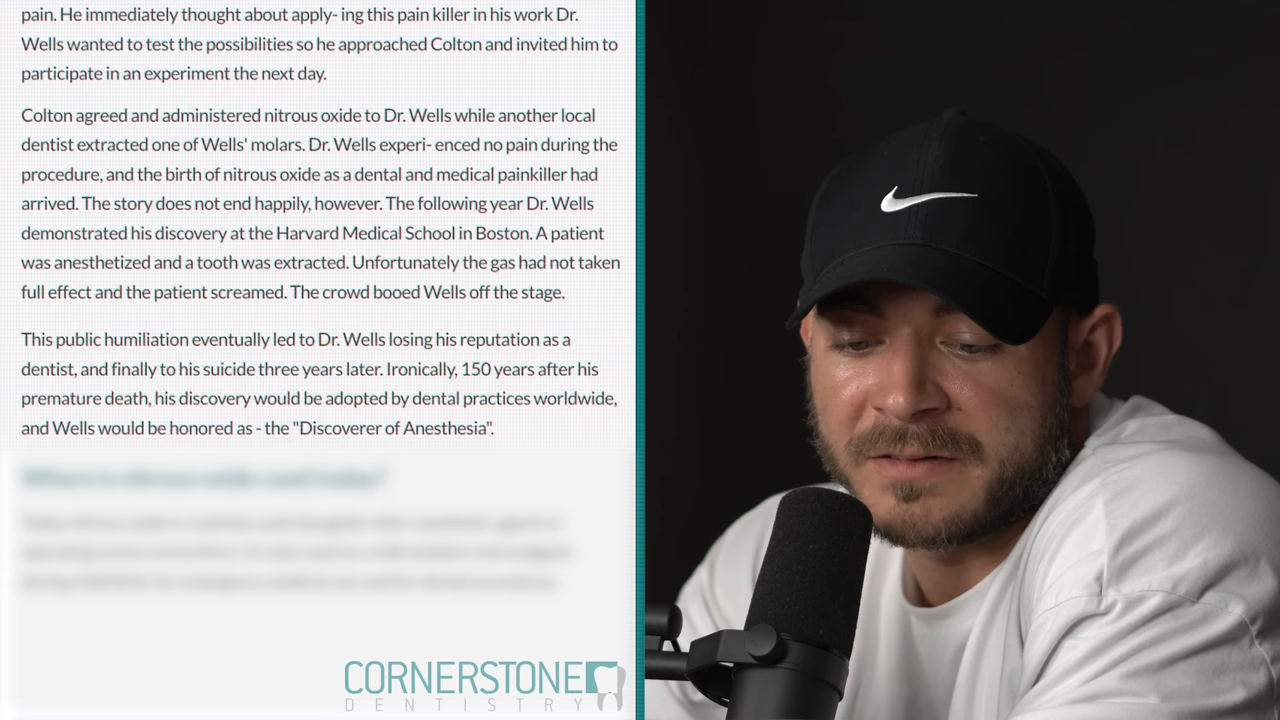 pain. He immediately thought about apply- ing this pain killer in his work Dr.
Wells wanted to test the possibilities so he approached Colton and invited him to
participate in an experiment the next day.
Colton agreed and administered nitrous oxide to Dr. Wells while another local
dentist extracted one of Wells' molars. Dr. Wells experi- enced no pain during the
procedure, and the birth of nitrous oxide as a dental and medical painkiller had
arrived. The story does not end happily, however. The following year Dr. Wells
demonstrated his discovery at the Harvard Medical School in Boston. A patient
was anesthetized and a tooth was extracted. Unfortunately the gas had not taken
full effect and the patient screamed. The crowd booed Wells off the stage.
This public humiliation eventually led to Dr. Wells losing his reputation as a
dentist, and finally to his suicide three years later. Ironically, 150 years after his
premature death, his discovery would be adopted by dental practices worldwide,
and Wells would be honored as - the "Discoverer of Anesthesia".
CORNERSTONE
DENTISTRY